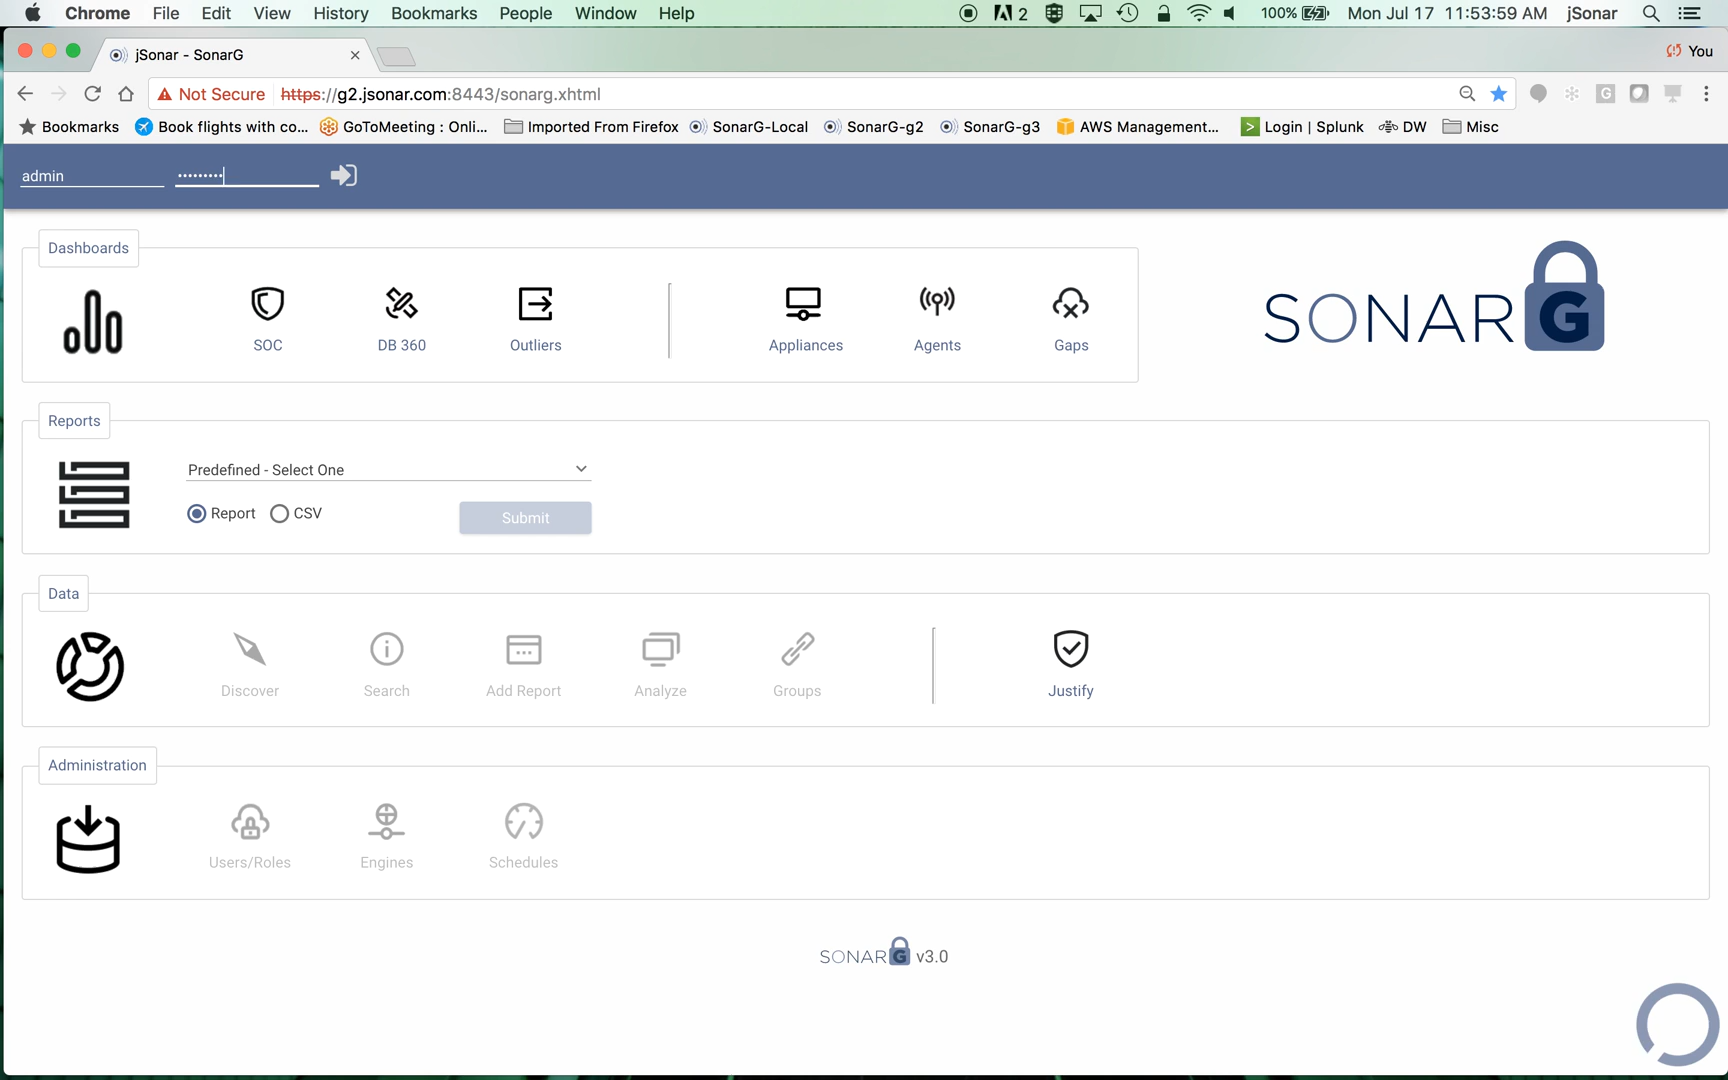 Chrome File Edit View History Bookmarks People Window Help 2 100% Mon Jul 17 11:53:59 AM jSonar
jSonar - SonarG
You
Not Secure https://g2.jsonar.com:8443/sonarg.xhtml
G
Bookmarks Book flights with co... GoToMeeting : Onli... Imported From Firefox SonarG-Local SonarG-g2 SonarG-g3 AWS Management... Login | Splunk DW Misc
admin •••••••••
Dashboards
SOC DB 360 Outliers Appliances Agents Gaps
SONAR G
Reports
Predefined - Select One
Report CSV
Submit
Data
Discover Search Add Report Analyze Groups Justify
Administration
Users/Roles Engines Schedules
SONAR G v3.0